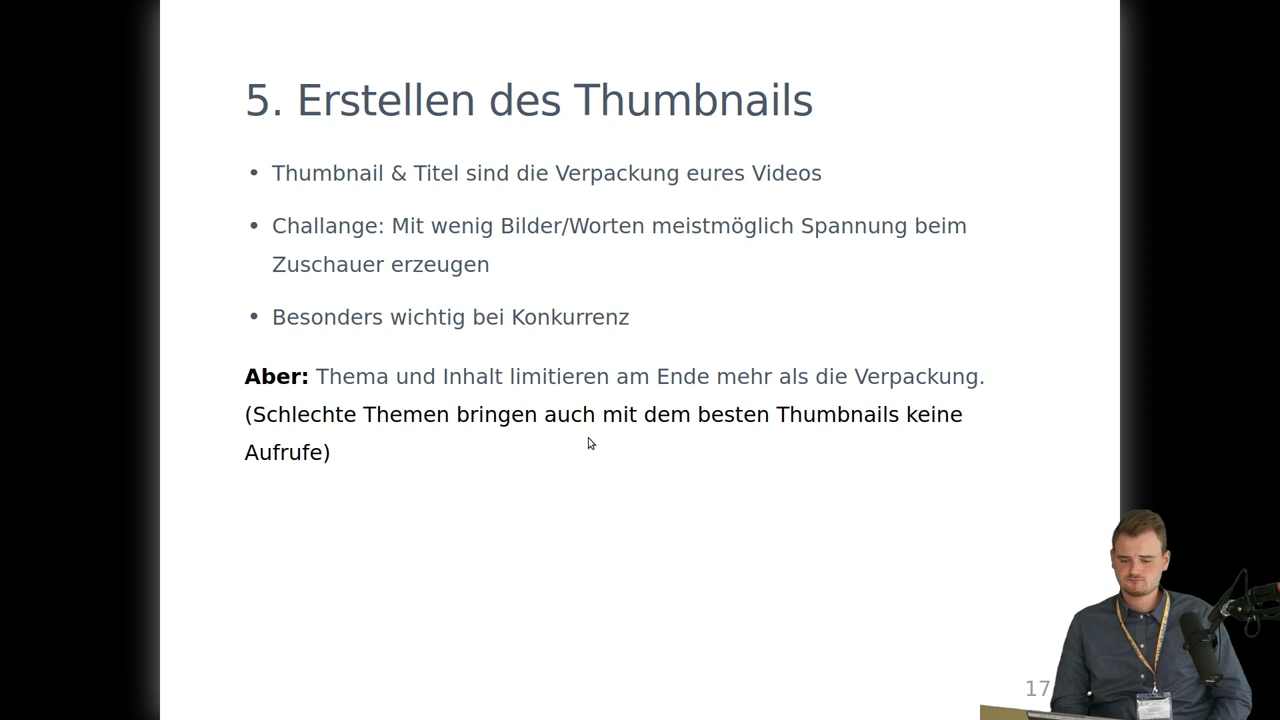 5. Erstellen des Thumbnails
• Thumbnail & Titel sind die Verpackung eures Videos
• Challange: Mit wenig Bilder/Worten meistmöglich Spannung beim
Zuschauer erzeugen
• Besonders wichtig bei Konkurrenz
Aber: Thema und Inhalt limitieren am Ende mehr als die Verpackung.
(Schlechte Themen bringen auch mit dem besten Thumbnails keine
Aufrufe)
17